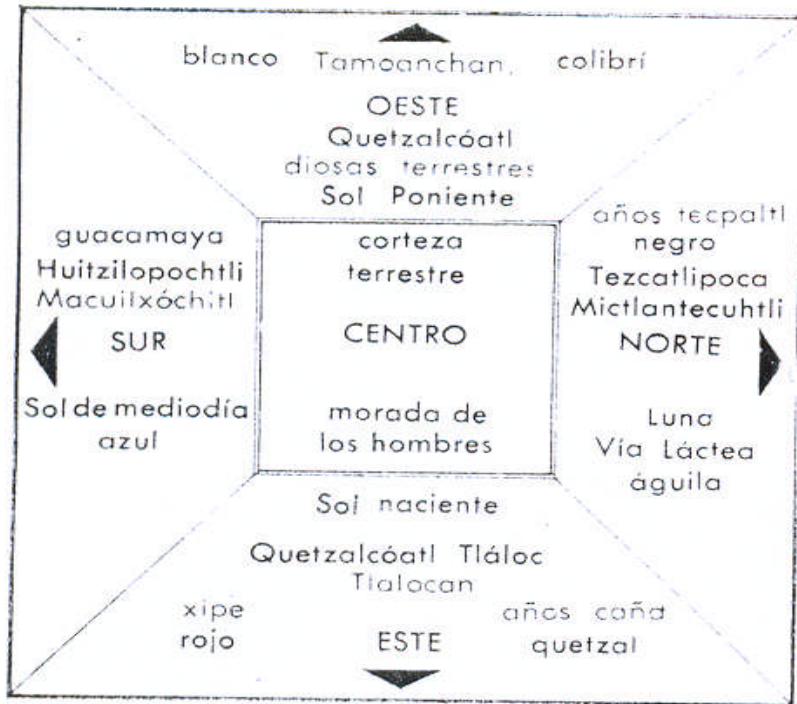 blanco Tamoanchan, colibrí
OESTE
Quetzalcóatl
diosas terrestres
Sol Poniente
guacamaya
Huitzilopochtli
Macuilxóchitl
SUR
Sol de mediodía
azul
corteza
terrestre
CENTRO
morada de
los hombres
años tecpaltl
negro
Tezcatlipoca
Mictlantecuhtli
NORTE
Luna
Vía Láctea
águila
Sol naciente
Quetzalcóatl Tláloc
Tlalocan
xipe
rojo
ESTE
años caña
quetzal